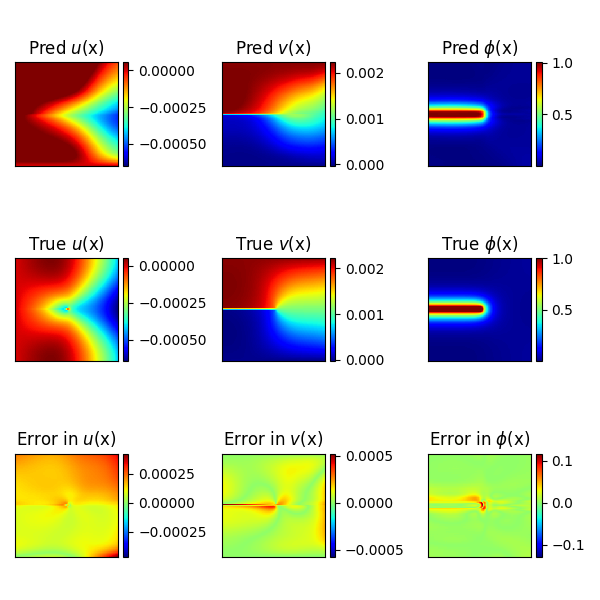 Pred u(x)
Pred v(x)
Pred ϕ(x)
0.00000
−0.00025
−0.00050
0.002
0.001
0.000
1.0
0.5
True u(x)
True v(x)
True ϕ(x)
0.00000
−0.00025
−0.00050
0.002
0.001
0.000
1.0
0.5
Error in u(x)
Error in v(x)
Error in ϕ(x)
0.00025
0.00000
−0.00025
0.0005
0.0000
−0.0005
0.1
0.0
−0.1